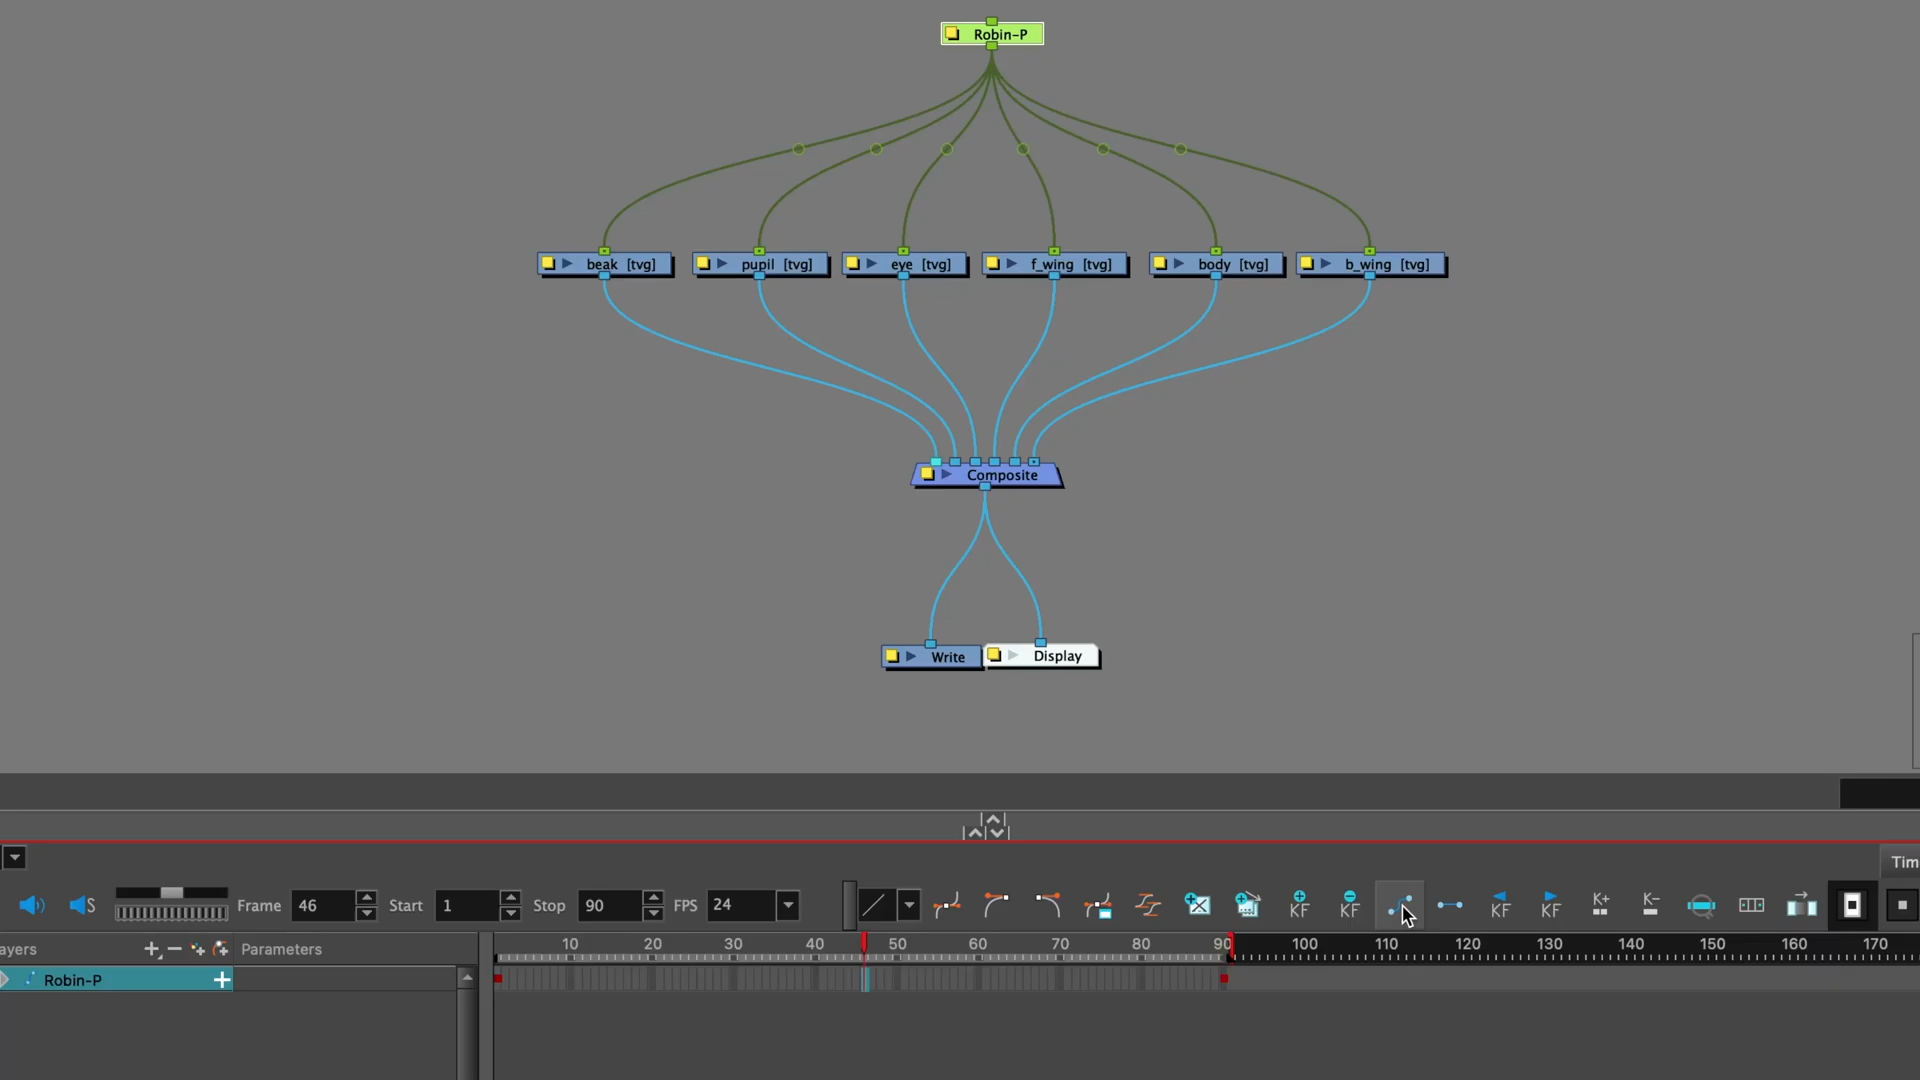 Robin-P
beak [tvg] pupil [tvg] eye [tvg] f_wing [tvg] body [tvg] b_wing [tvg]
Composite
Write Display
Tim
S Frame 46 Start 1 Stop 90 FPS 24 KF KF KF KF K+ K-
ayers Parameters 10 20 30 40 50 60 70 80 90 100 110 120 130 140 150 160 170
Robin-P